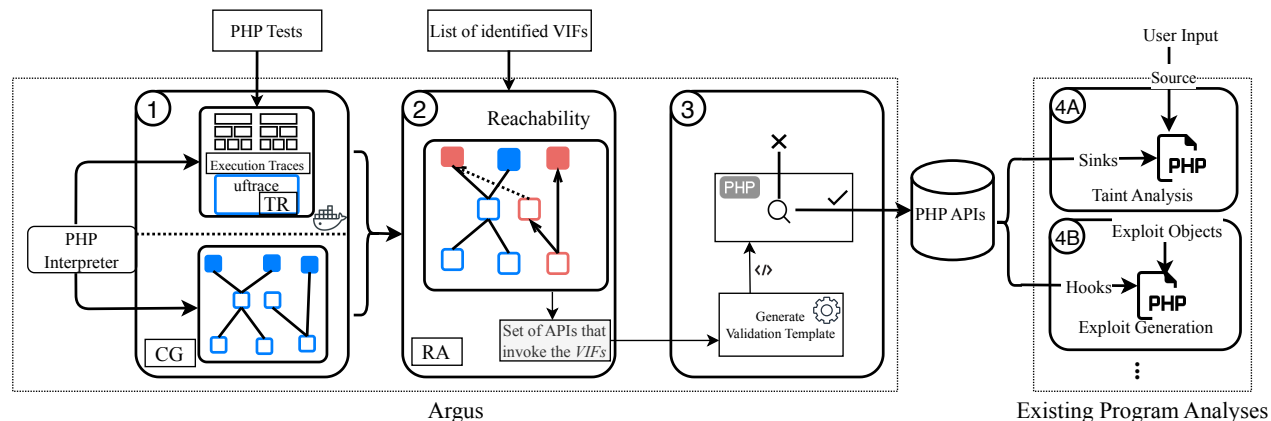 PHP Tests
List of identified VIFs
User Input
Source
1
Execution Traces
uftrace
TR
PHP
Interpreter
CG
2
Reachability
Set of APIs that
invoke the VIFs
RA
3
PHP
</>
Generate
Validation Template
PHP APIs
4A
Sinks
PHP
Taint Analysis
4B
Exploit Objects
Hooks
PHP
Exploit Generation
Argus
Existing Program Analyses